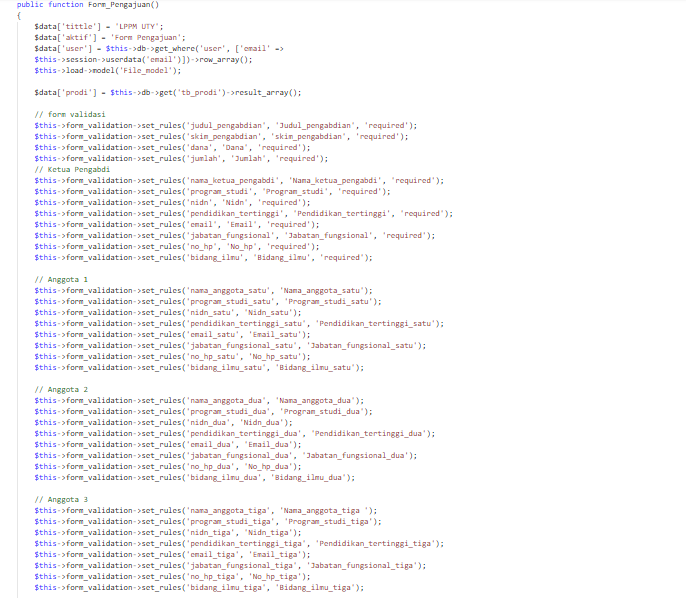 public function Form_Pengajuan()
{
$data['tittle'] = 'LPPM UTY';
$data['aktif'] = 'Form Pengajuan';
$data['user'] = $this->db->get_where('user', ['email' =>
$this->session->userdata('email')])->row_array();
$this->load->model('File_model');
$data['prodi'] = $this->db->get('tb_prodi')->result_array();
// form validasi
$this->form_validation->set_rules('judul_pengabdian', 'Judul_pengabdian', 'required');
$this->form_validation->set_rules('skim_pengabdian', 'skim_pengabdian', 'required');
$this->form_validation->set_rules('dana', 'Dana', 'required');
$this->form_validation->set_rules('jumlah', 'Jumlah', 'required');
// Ketua Pengabdi
$this->form_validation->set_rules('nama_ketua_pengabdi', 'Nama_ketua_pengabdi', 'required');
$this->form_validation->set_rules('program_studi', 'Program_studi', 'required');
$this->form_validation->set_rules('nidn', 'Nidn', 'required');
$this->form_validation->set_rules('pendidikan_tertinggi', 'Pendidikan_tertinggi', 'required');
$this->form_validation->set_rules('email', 'Email', 'required');
$this->form_validation->set_rules('jabatan_fungsional', 'Jabatan_fungsional', 'required');
$this->form_validation->set_rules('no_hp', 'No_hp', 'required');
$this->form_validation->set_rules('bidang_ilmu', 'Bidang_ilmu', 'required');
// Anggota 1
$this->form_validation->set_rules('nama_anggota_satu', 'Nama_anggota_satu');
$this->form_validation->set_rules('program_studi_satu', 'Program_studi_satu');
$this->form_validation->set_rules('nidn_satu', 'Nidn_satu');
$this->form_validation->set_rules('pendidikan_tertinggi_satu', 'Pendidikan_tertinggi_satu');
$this->form_validation->set_rules('email_satu', 'Email_satu');
$this->form_validation->set_rules('jabatan_fungsional_satu', 'Jabatan_fungsional_satu');
$this->form_validation->set_rules('no_hp_satu', 'No_hp_satu');
$this->form_validation->set_rules('bidang_ilmu_satu', 'Bidang_ilmu_satu');
// Anggota 2
$this->form_validation->set_rules('nama_anggota_dua', 'Nama_anggota_dua');
$this->form_validation->set_rules('program_studi_dua', 'Program_studi_dua');
$this->form_validation->set_rules('nidn_dua', 'Nidn_dua');
$this->form_validation->set_rules('pendidikan_tertinggi_dua', 'Pendidikan_tertinggi_dua');
$this->form_validation->set_rules('email_dua', 'Email_dua');
$this->form_validation->set_rules('jabatan_fungsional_dua', 'Jabatan_fungsional_dua');
$this->form_validation->set_rules('no_hp_dua', 'No_hp_dua');
$this->form_validation->set_rules('bidang_ilmu_dua', 'Bidang_ilmu_dua');
// Anggota 3
$this->form_validation->set_rules('nama_anggota_tiga', 'Nama_anggota_tiga ');
$this->form_validation->set_rules('program_studi_tiga', 'Program_studi_tiga');
$this->form_validation->set_rules('nidn_tiga', 'Nidn_tiga');
$this->form_validation->set_rules('pendidikan_tertinggi_tiga', 'Pendidikan_tertinggi_tiga');
$this->form_validation->set_rules('email_tiga', 'Email_tiga');
$this->form_validation->set_rules('jabatan_fungsional_tiga', 'Jabatan_fungsional_tiga');
$this->form_validation->set_rules('no_hp_tiga', 'No_hp_tiga');
$this->form_validation->set_rules('bidang_ilmu_tiga', 'Bidang_ilmu_tiga');